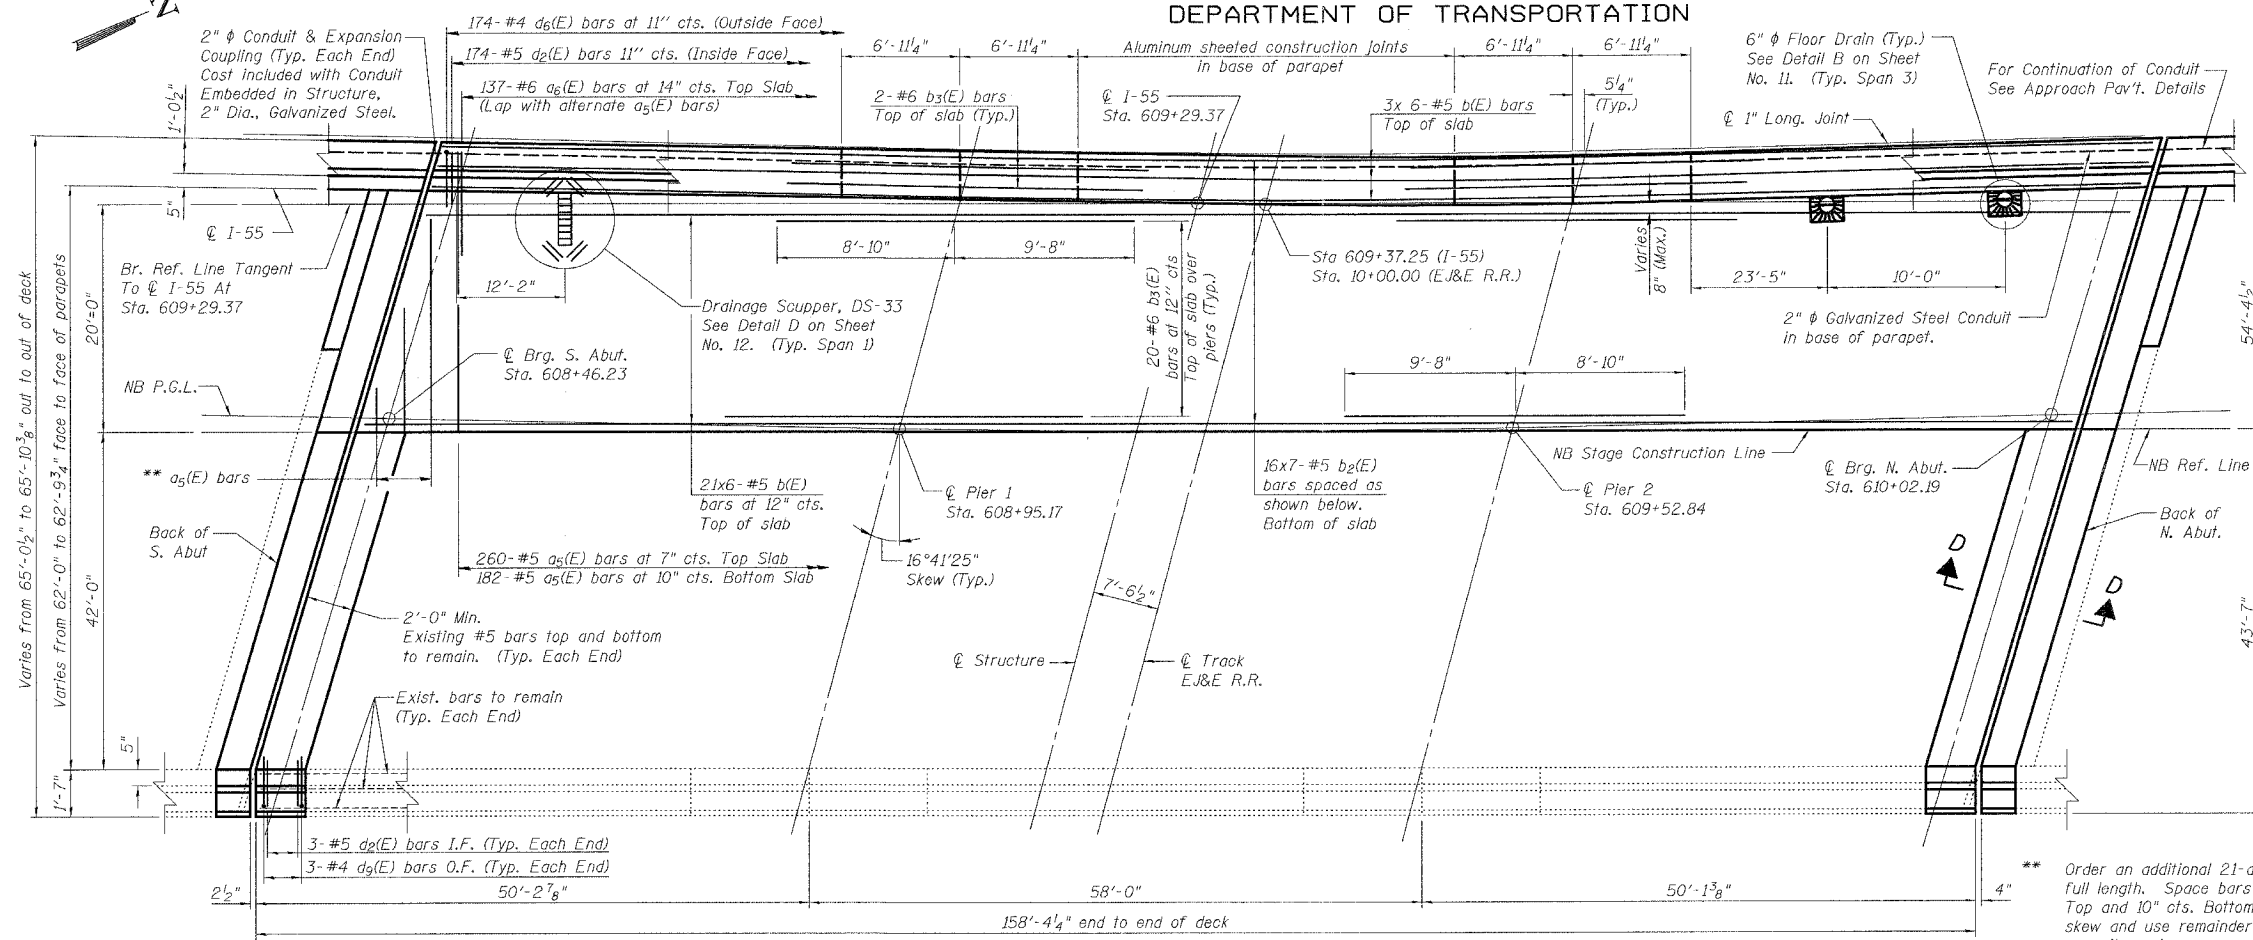 DEPARTMENT OF TRANSPORTATION
2" ⌀ Conduit & Expansion
Coupling (Typ. Each End)
Cost included with Conduit
Embedded in Structure,
2" Dia., Galvanized Steel.
174-#4 d6(E) bars at 11" cts. (Outside Face)
174-#5 d2(E) bars 11" cts. (Inside Face)
137-#6 a6(E) bars at 14" cts. Top Slab
(Lap with alternate a5(E) bars)
6'-11¼"
6'-11¼"
Aluminum sheeted construction joints
in base of parapet
6'-11¼"
6'-11¼"
5¼"
(Typ.)
2-#6 b3(E) bars
Top of slab (Typ.)
℄ I-55
Sta. 609+29.37
3x 6-#5 b(E) bars
Top of slab
6" ⌀ Floor Drain (Typ.)
See Detail B on Sheet
No. 11. (Typ. Span 3)
℄ 1" Long. Joint
For Continuation of Conduit
See Approach Pav't. Details
1'-0½"
5"
℄ I-55
Br. Ref. Line Tangent
To ℄ I-55 At
Sta. 609+29.37
20'=0"
12'-2"
8'-10"
9'-8"
Drainage Scupper, DS-33
See Detail D on Sheet
No. 12. (Typ. Span 1)
20-#6 b3(E)
bars at 12" cts
Top of slab over
piers (Typ.)
Sta 609+37.25 (I-55)
Sta. 10+00.00 (EJ&E R.R.)
Varies
8" (Max.)
23'-5"
10'-0"
2" ⌀ Galvanized Steel Conduit
in base of parapet.
54'-4½"
℄ Brg. S. Abut.
Sta. 608+46.23
NB P.G.L.
9'-8"
8'-10"
Varies from 65'-0½" to 65'-10⅜" out to out of deck
Varies from 62'-0" to 62'-9¾" face to face of parapets
42'-0"
** a5(E) bars
Back of
S. Abut
21x6-#5 b(E)
bars at 12" cts.
Top of slab
℄ Pier 1
Sta. 608+95.17
16x7-#5 b2(E)
bars spaced as
shown below.
Bottom of slab
NB Stage Construction Line
℄ Pier 2
Sta. 609+52.84
℄ Brg. N. Abut.
Sta. 610+02.19
NB Ref. Line
Back of
N. Abut.
260-#5 a5(E) bars at 7" cts. Top Slab
182-#5 a5(E) bars at 10" cts. Bottom Slab
16°41'25"
Skew (Typ.)
7'-6½"
D
D
43'-7"
2'-0" Min.
Existing #5 bars top and bottom
to remain. (Typ. Each End)
℄ Structure
℄ Track
EJ&E R.R.
Exist. bars to remain
(Typ. Each End)
5"
1'-7"
3-#5 d2(E) bars I.F. (Typ. Each End)
3-#4 d9(E) bars O.F. (Typ. Each End)
2½"
50'-2⅞"
58'-0"
50'-1⅜"
4"
158'-4¼" end to end of deck
** Order an additional 21-
full length. Space bars
Top and 10" cts. Bottom
skew and use remainder